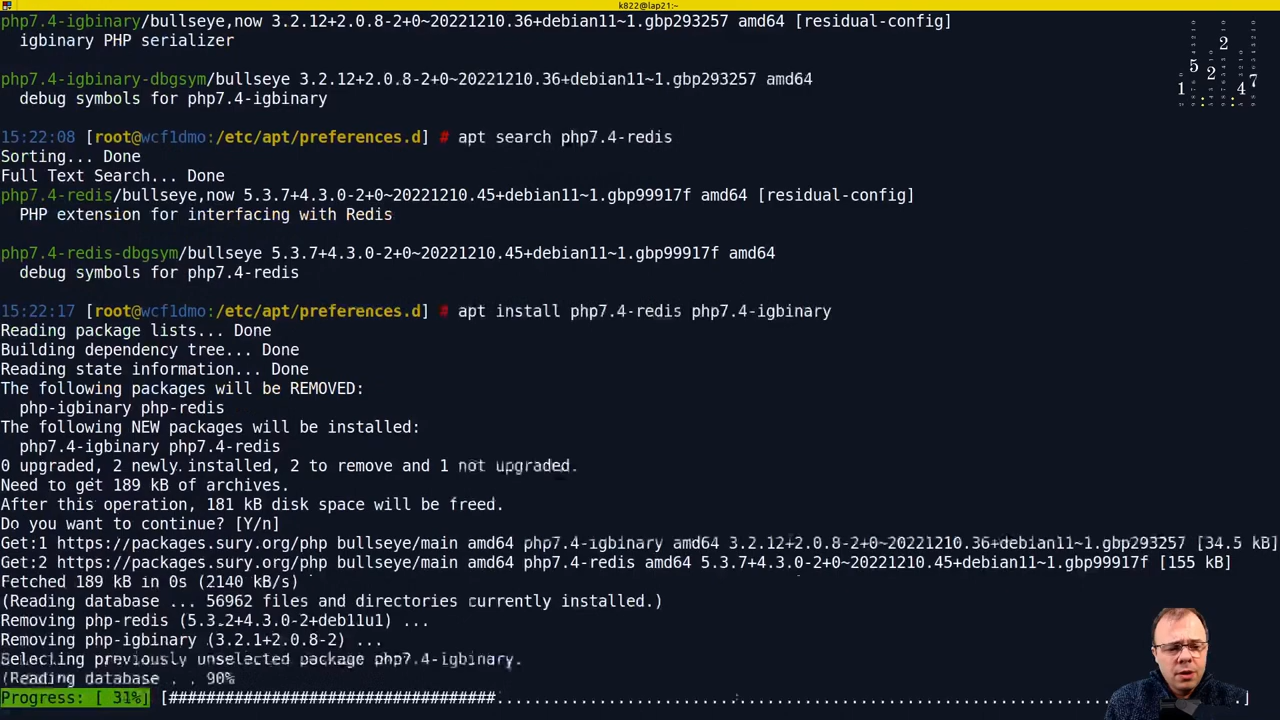 k822@lap21:~
php7.4-igbinary/bullseye,now 3.2.12+2.0.8-2+0~20221210.36+debian11~1.gbp293257 amd64 [residual-config]
  igbinary PHP serializer
php7.4-igbinary-dbgsym/bullseye 3.2.12+2.0.8-2+0~20221210.36+debian11~1.gbp293257 amd64
  debug symbols for php7.4-igbinary
15:22:08 [root@wcf1dmo:/etc/apt/preferences.d] # apt search php7.4-redis
Sorting... Done
Full Text Search... Done
php7.4-redis/bullseye,now 5.3.7+4.3.0-2+0~20221210.45+debian11~1.gbp99917f amd64 [residual-config]
  PHP extension for interfacing with Redis
php7.4-redis-dbgsym/bullseye 5.3.7+4.3.0-2+0~20221210.45+debian11~1.gbp99917f amd64
  debug symbols for php7.4-redis
15:22:17 [root@wcf1dmo:/etc/apt/preferences.d] # apt install php7.4-redis php7.4-igbinary
Reading package lists... Done
Building dependency tree... Done
Reading state information... Done
The following packages will be REMOVED:
  php-igbinary php-redis
The following NEW packages will be installed:
  php7.4-igbinary php7.4-redis
0 upgraded, 2 newly installed, 2 to remove and 1 not upgraded.
Need to get 189 kB of archives.
After this operation, 181 kB disk space will be freed.
Do you want to continue? [Y/n]
Get:1 https://packages.sury.org/php bullseye/main amd64 php7.4-igbinary amd64 3.2.12+2.0.8-2+0~20221210.36+debian11~1.gbp293257 [34.5 kB]
Get:2 https://packages.sury.org/php bullseye/main amd64 php7.4-redis amd64 5.3.7+4.3.0-2+0~20221210.45+debian11~1.gbp99917f [155 kB]
Fetched 189 kB in 0s (2140 kB/s)
(Reading database ... 56962 files and directories currently installed.)
Removing php-redis (5.3.2+4.3.0-2+deb11u1) ...
Removing php-igbinary (3.2.1+2.0.8-2) ...
Selecting previously unselected package php7.4-igbinary.
(Reading database ... 90%
Progress: [ 31%] [###################################................................................................................................]